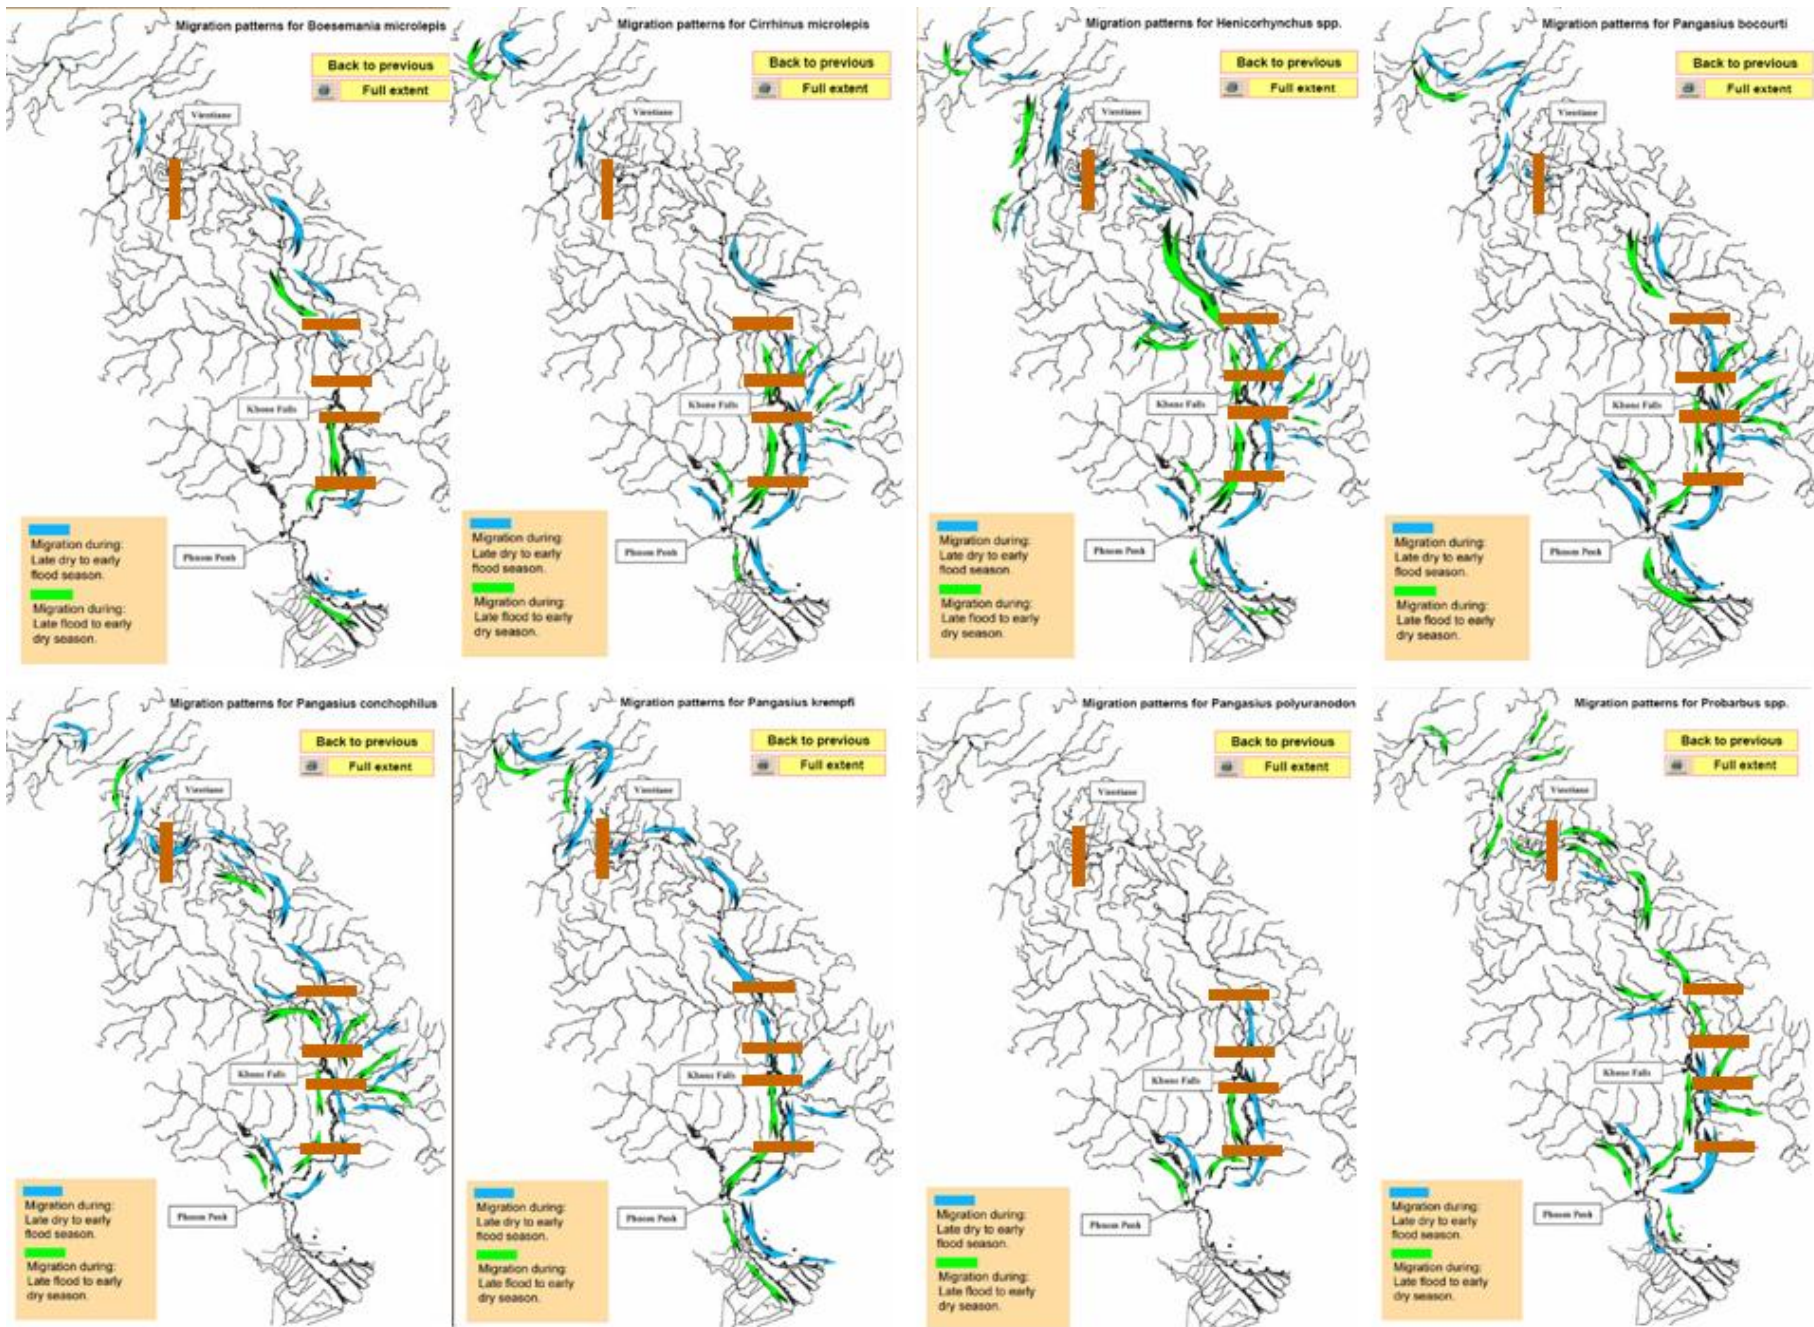 Migration patterns for Boesemania microlepis
Back to previous
Full extent
Vientiane
Khone Falls
Phnom Penh
Migration during:
Late dry to early
flood season.
Migration during:
Late flood to early
dry season.
Migration patterns for Cirrhinus microlepis
Back to previous
Full extent
Vientiane
Khone Falls
Phnom Penh
Migration during:
Late dry to early
flood season.
Migration during:
Late flood to early
dry season.
Migration patterns for Henicorhynchus spp.
Back to previous
Full extent
Vientiane
Khone Falls
Phnom Penh
Migration during:
Late dry to early
flood season.
Migration during:
Late flood to early
dry season.
Migration patterns for Pangasius bocourti
Back to previous
Full extent
Vientiane
Khone Falls
Phnom Penh
Migration during:
Late dry to early
flood season.
Migration during:
Late flood to early
dry season.
Migration patterns for Pangasius conchophilus
Back to previous
Full extent
Vientiane
Khone Falls
Phnom Penh
Migration during:
Late dry to early
flood season.
Migration during:
Late flood to early
dry season.
Migration patterns for Pangasius krempfi
Back to previous
Full extent
Vientiane
Khone Falls
Phnom Penh
Migration during:
Late dry to early
flood season.
Migration during:
Late flood to early
dry season.
Migration patterns for Pangasius polyuranodon
Back to previous
Full extent
Vientiane
Khone Falls
Phnom Penh
Migration during:
Late dry to early
flood season.
Migration during:
Late flood to early
dry season.
Migration patterns for Probarbus spp.
Back to previous
Full extent
Vientiane
Khone Falls
Phnom Penh
Migration during:
Late dry to early
flood season.
Migration during:
Late flood to early
dry season.